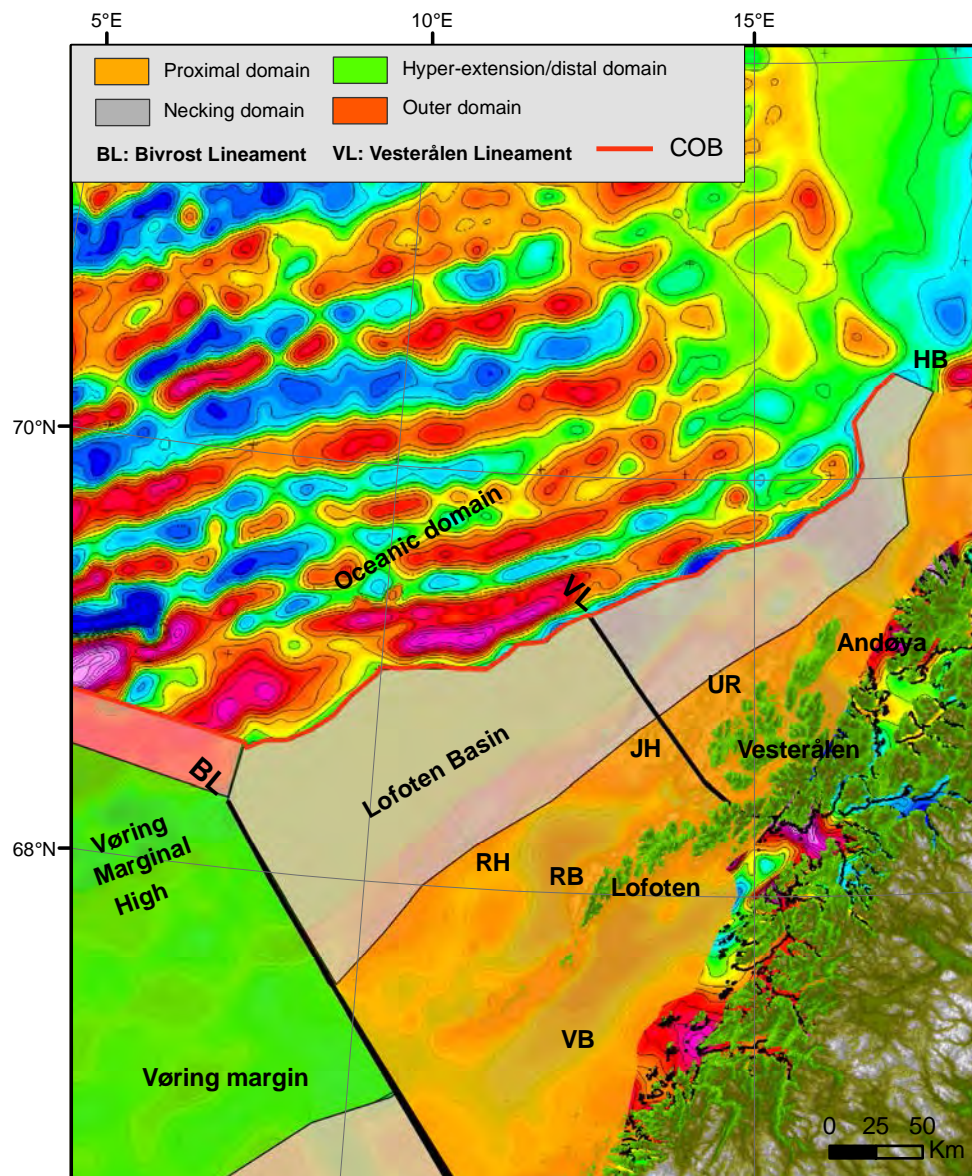 5°E 10°E 15°E
Proximal domain
Hyper-extension/distal domain
Necking domain
Outer domain
BL: Bivrost Lineament
VL: Vesterålen Lineament
COB
HB
70°N
Oceanic domain
VL
Andøya
UR
JH
Vesterålen
Lofoten Basin
BL
Vøring
Marginal
High
68°N
RH
RB
Lofoten
VB
Vøring margin
0 25 50
Km